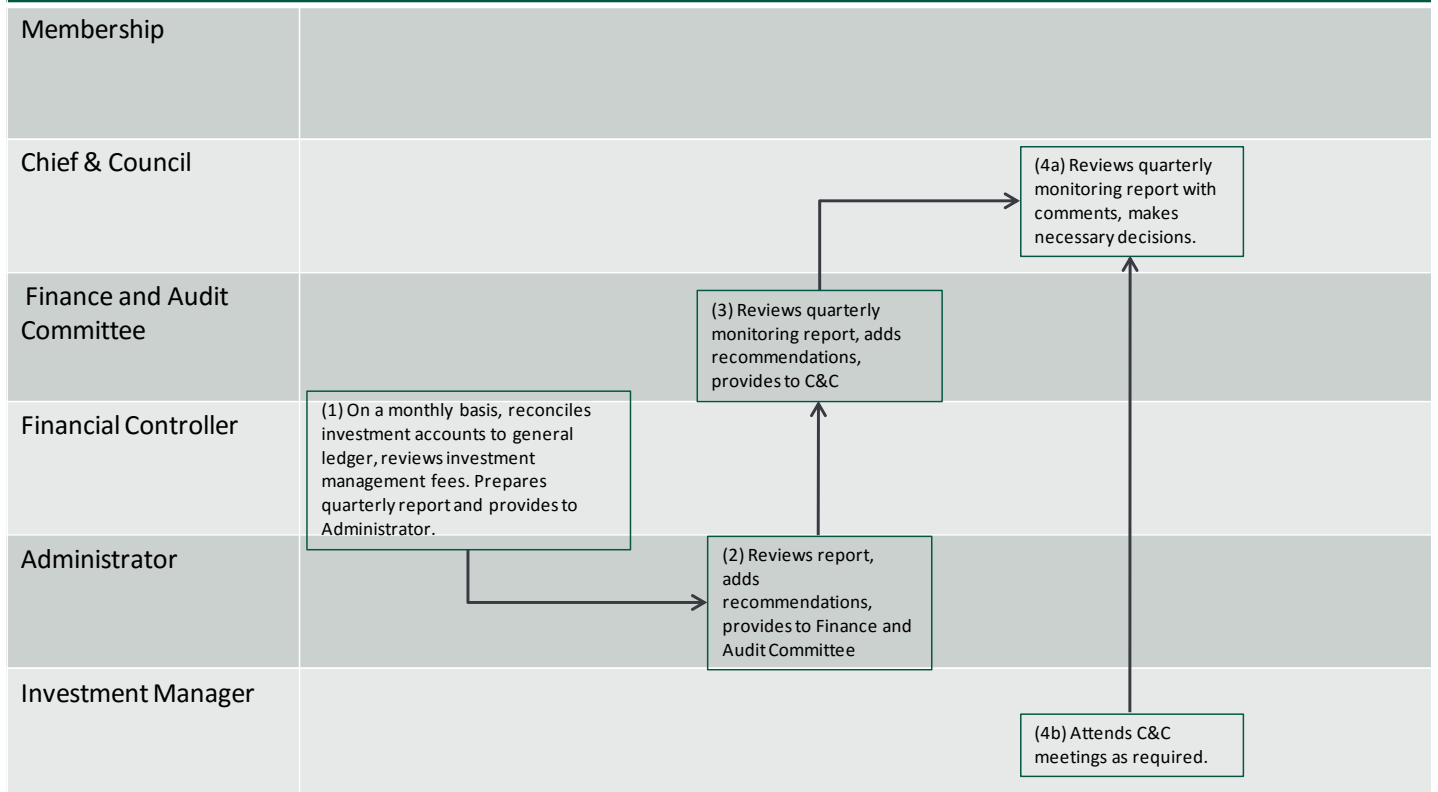 Membership
Chief & Council
(4a) Reviews quarterly
monitoring report with
comments, makes
necessary decisions.
Finance and Audit
Committee
(3) Reviews quarterly
monitoring report, adds
recommendations,
provides to C&C
Financial Controller
(1) On a monthly basis, reconciles
investment accounts to general
ledger, reviews investment
management fees. Prepares
quarterly report and provides to
Administrator.
Administrator
(2) Reviews report,
adds
recommendations,
provides to Finance and
Audit Committee
Investment Manager
(4b) Attends C&C
meetings as required.